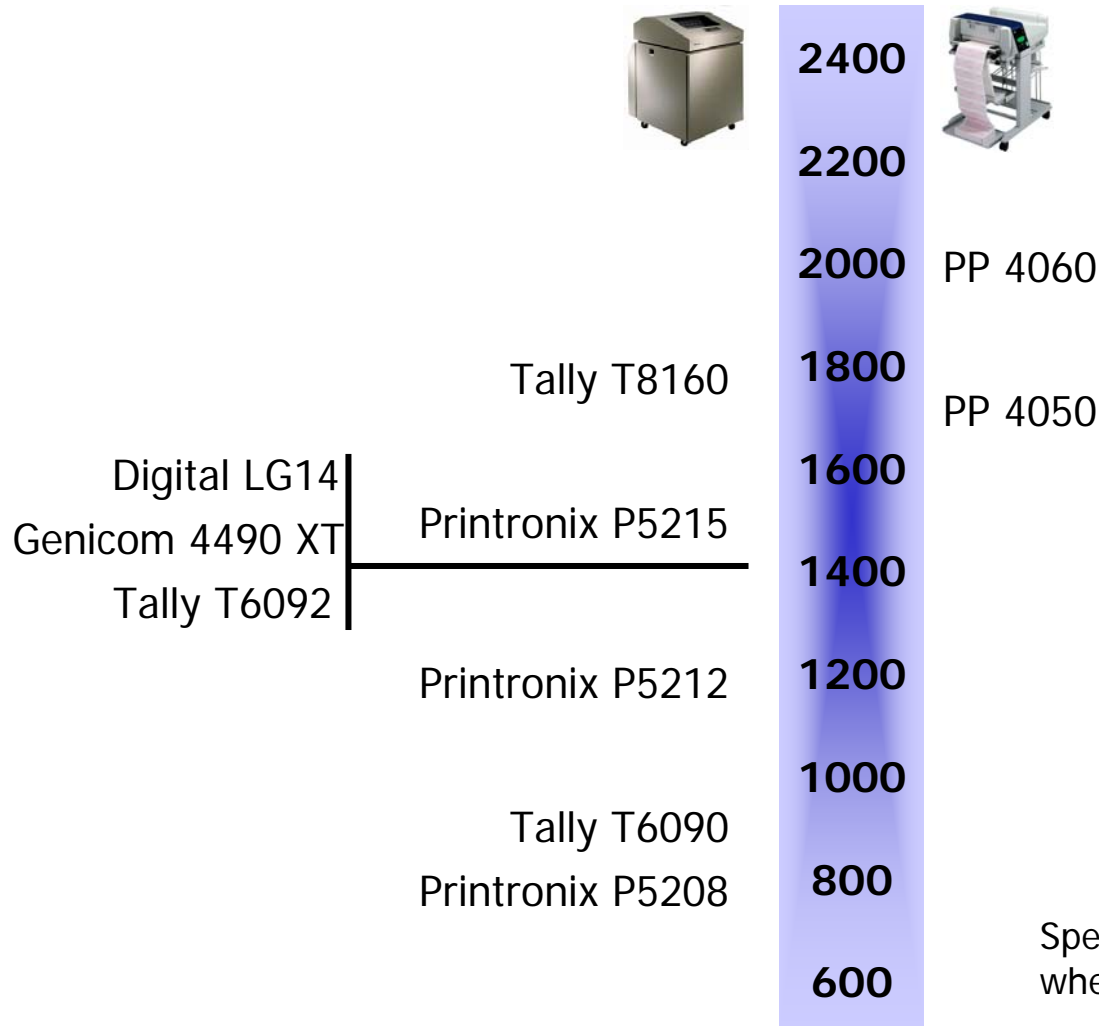 2400
2200
2000 PP 4060
Tally T8160 1800
PP 4050
Digital LG14 1600
Genicom 4490 XT Printronix P5215
1400
Tally T6092
Printronix P5212 1200
1000
Tally T6090
Printronix P5208 800
600